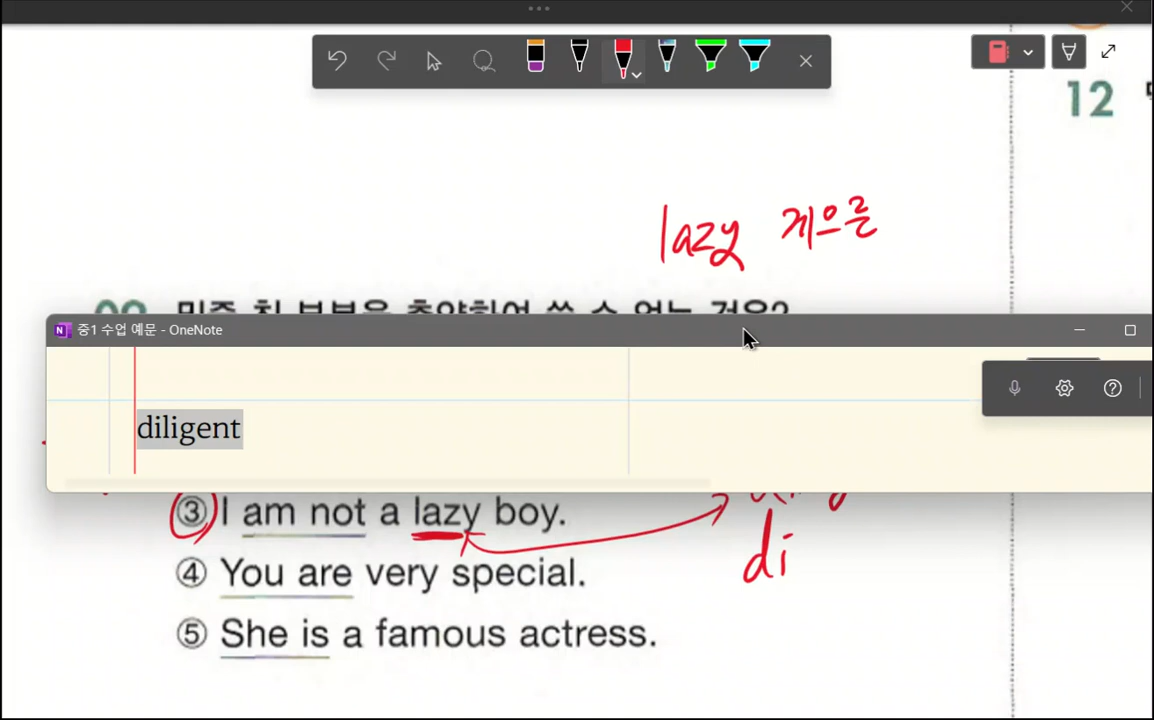 12
lazy 게으를
중1 수업 예문 - OneNote
diligent
③ I am not a lazy boy.
di
④ You are very special.
⑤ She is a famous actress.